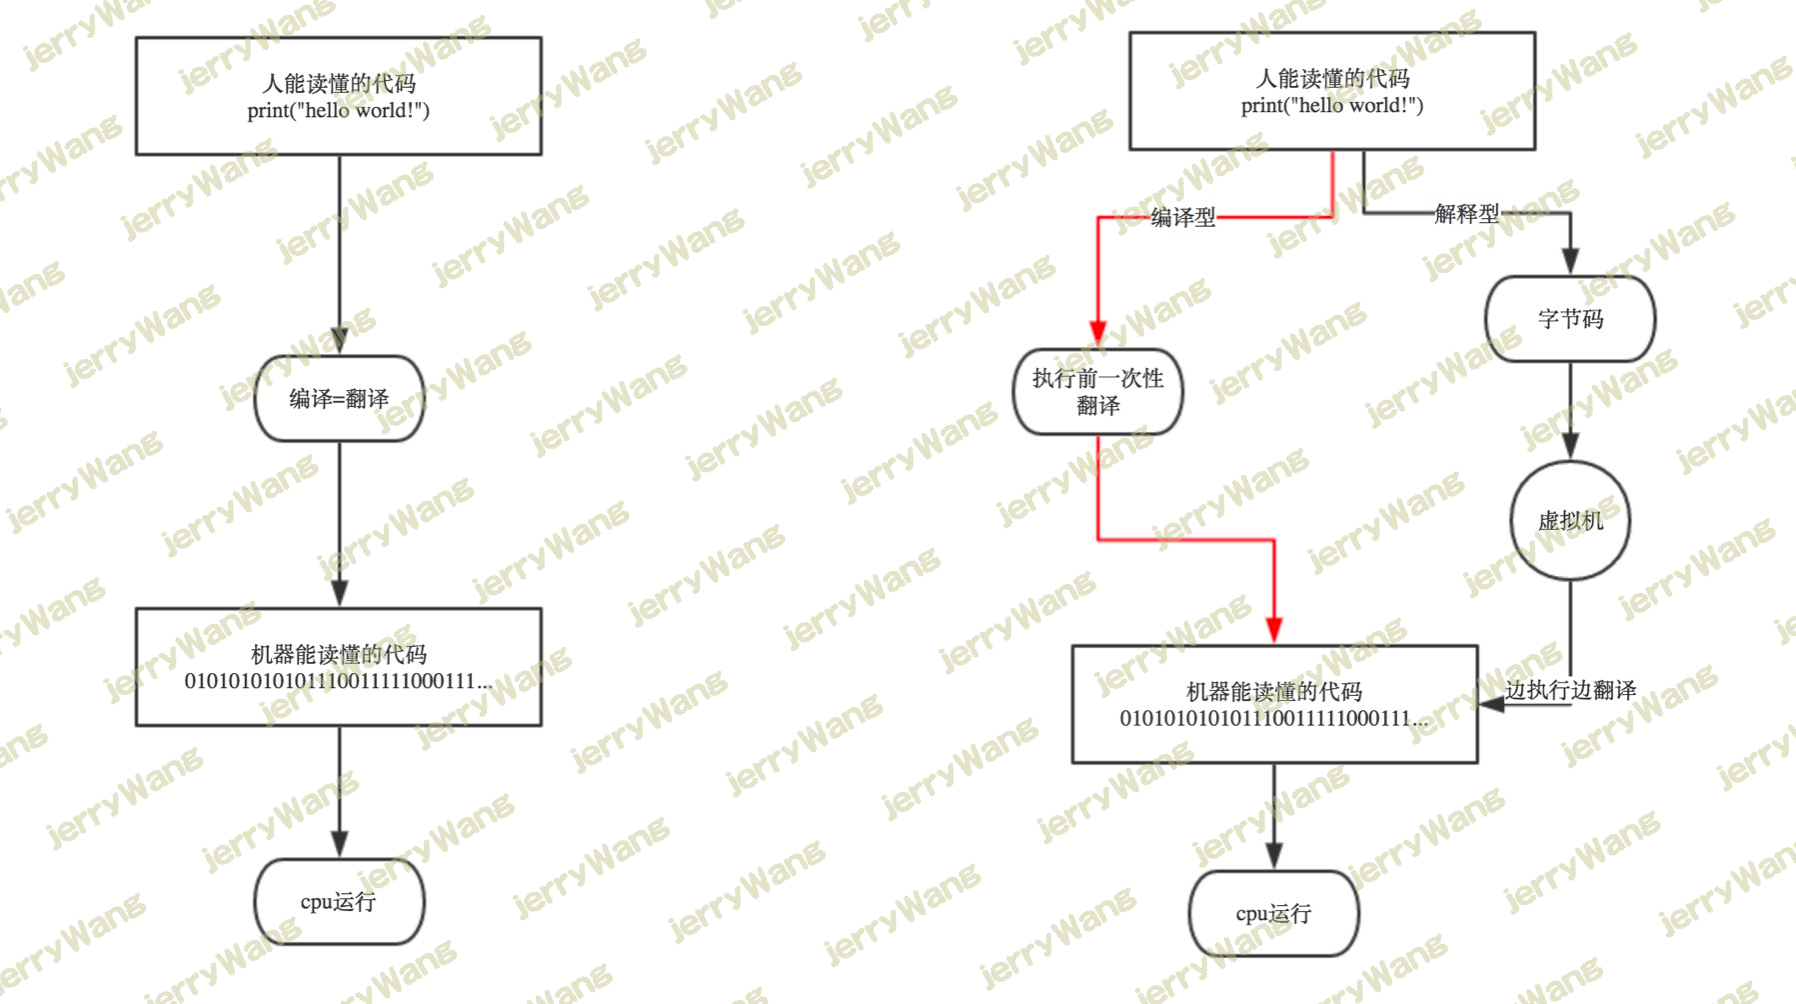 人能读懂的代码
print("hello world!")
编译=翻译
机器能读懂的代码
0101010101011100111110001111...
cpu运行
人能读懂的代码
print("hello world!")
编译型
解释型
字节码
执行前一次性
翻译
虚拟机
边执行边翻译
机器能读懂的代码
0101010101011100111110001111...
cpu运行
jerryWang